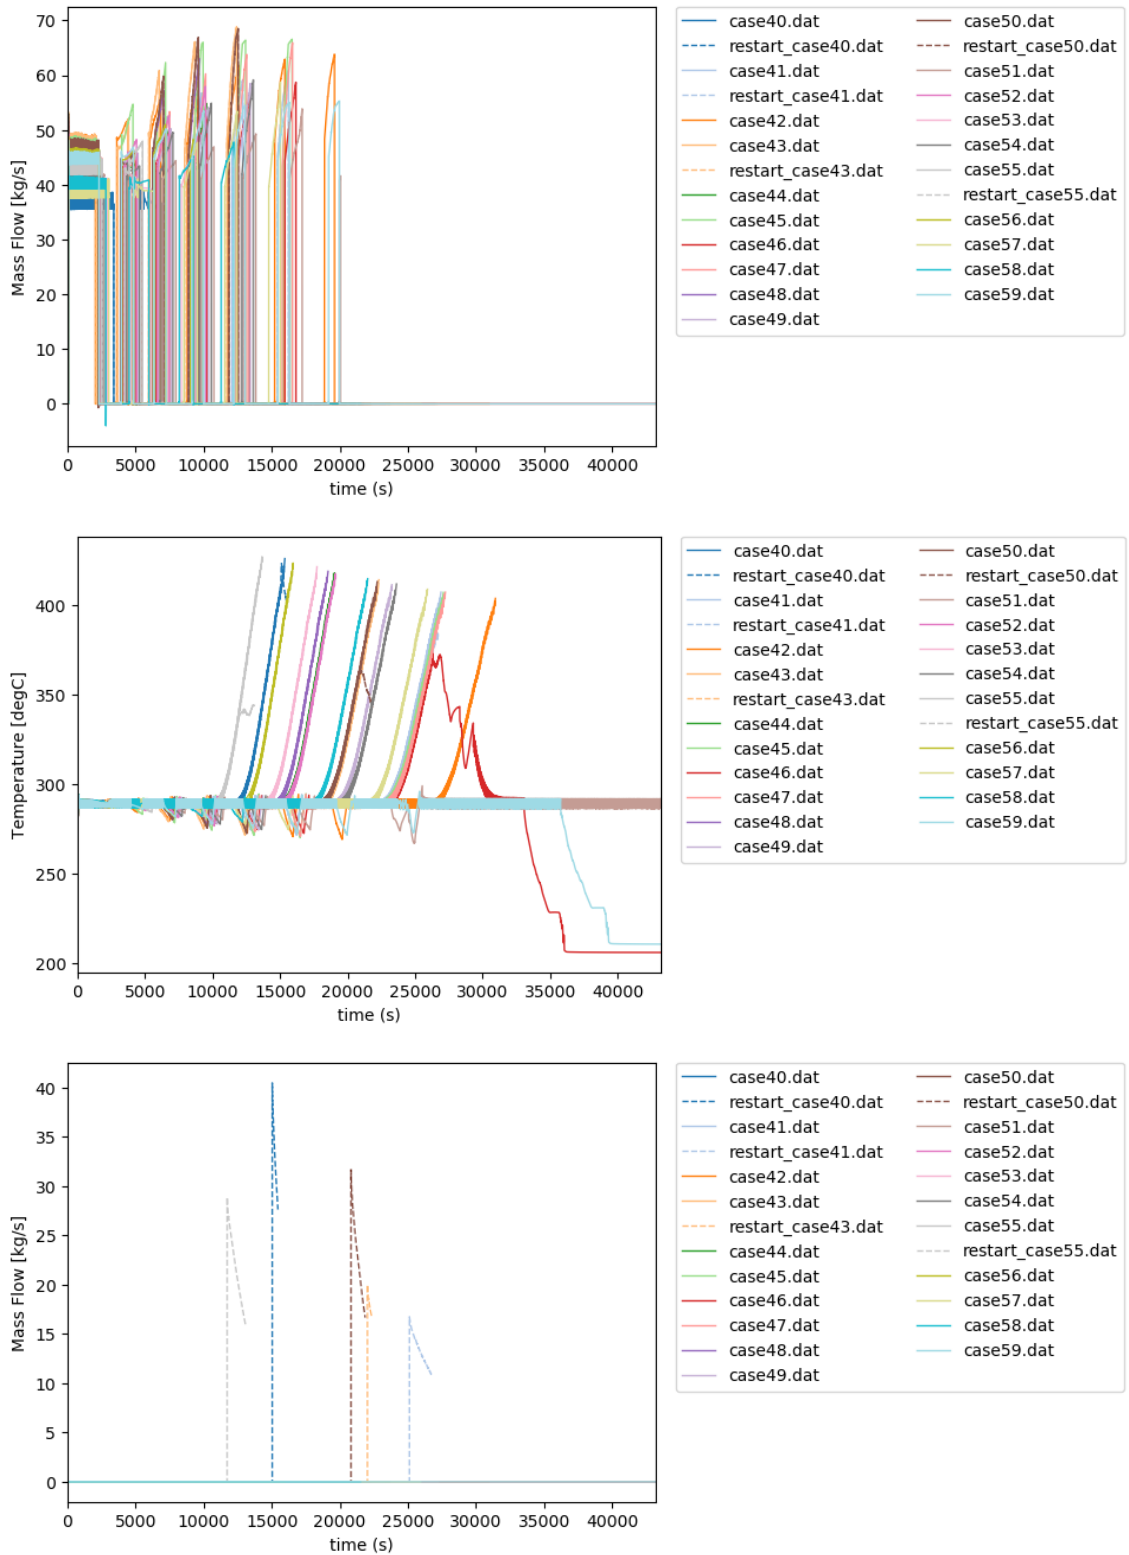 70
60
50
40
30
20
10
0
Mass Flow [kg/s]
0 5000 10000 15000 20000 25000 30000 35000 40000
time (s)
case40.dat
restart_case40.dat
case41.dat
restart_case41.dat
case42.dat
case43.dat
restart_case43.dat
case44.dat
case45.dat
case46.dat
case47.dat
case48.dat
case49.dat
case50.dat
restart_case50.dat
case51.dat
case52.dat
case53.dat
case54.dat
case55.dat
restart_case55.dat
case56.dat
case57.dat
case58.dat
case59.dat
400
350
300
250
200
Temperature [degC]
0 5000 10000 15000 20000 25000 30000 35000 40000
time (s)
case40.dat
restart_case40.dat
case41.dat
restart_case41.dat
case42.dat
case43.dat
restart_case43.dat
case44.dat
case45.dat
case46.dat
case47.dat
case48.dat
case49.dat
case50.dat
restart_case50.dat
case51.dat
case52.dat
case53.dat
case54.dat
case55.dat
restart_case55.dat
case56.dat
case57.dat
case58.dat
case59.dat
40
35
30
25
20
15
10
5
0
Mass Flow [kg/s]
0 5000 10000 15000 20000 25000 30000 35000 40000
time (s)
case40.dat
restart_case40.dat
case41.dat
restart_case41.dat
case42.dat
case43.dat
restart_case43.dat
case44.dat
case45.dat
case46.dat
case47.dat
case48.dat
case49.dat
case50.dat
restart_case50.dat
case51.dat
case52.dat
case53.dat
case54.dat
case55.dat
restart_case55.dat
case56.dat
case57.dat
case58.dat
case59.dat